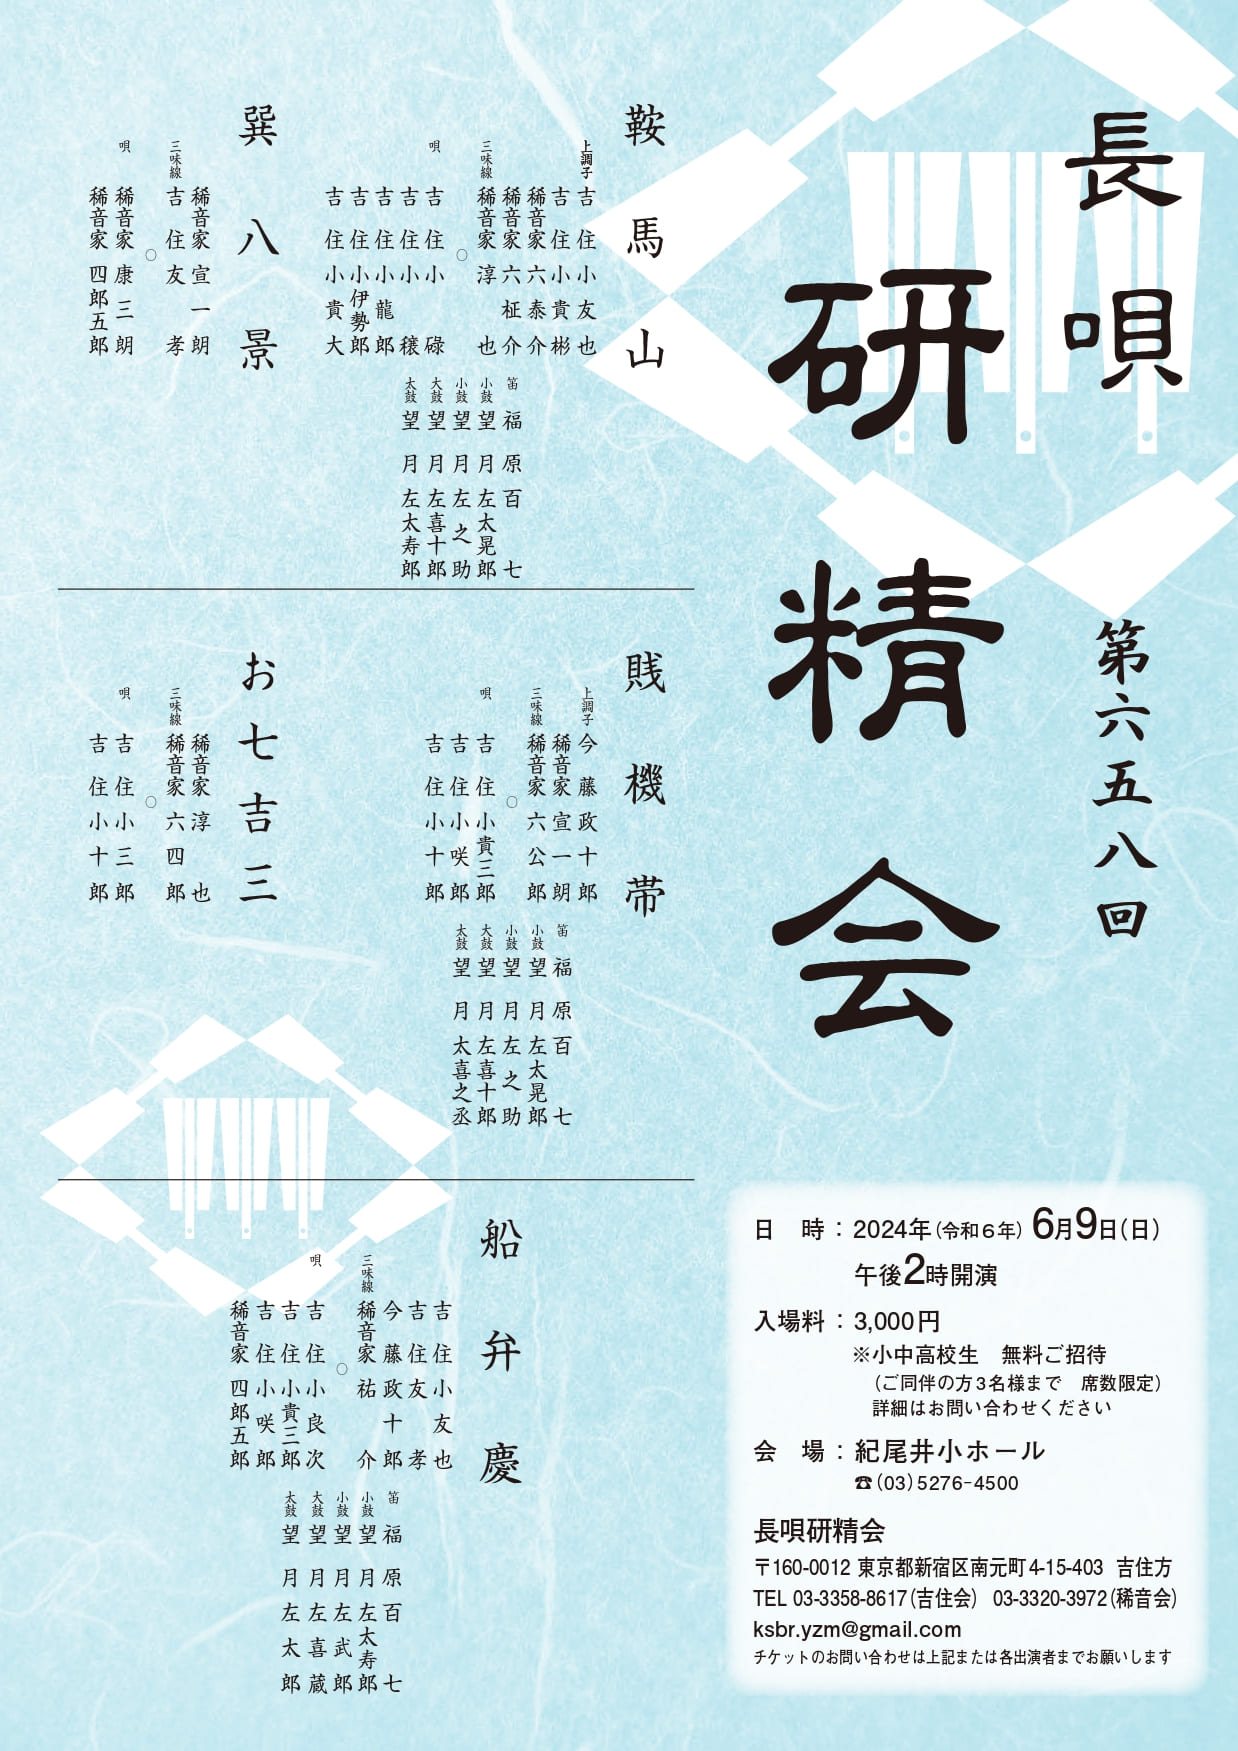 長唄
研精会
第六五八回
鞍馬山
上調子 吉住小友也
吉住小貴彬
稀音家六泰介
稀音家六柾介
三味線 稀音家淳也
○
唄 吉住小碌
吉住小穣
吉住小龍郎
吉住小伊勢郎
吉住小貴大
笛 福原百七
小鼓 望月左太晃郎
小鼓 望月左之助
大鼓 望月左喜十郎
太鼓 望月左太寿郎
巽八景
稀音家宣一朗
三味線 吉住友孝
○
唄 稀音家康三朗
稀音家四郎五郎
賎機帯
上調子 今藤政十郎
稀音家宣一朗
三味線 稀音家六公郎
○
唄 吉住小貴三郎
吉住小咲郎
吉住小十郎
笛 福原百七
小鼓 望月左太晃郎
小鼓 望月左之助
大鼓 望月左喜十郎
太鼓 望月太喜之丞
お七吉三
稀音家淳也
三味線 稀音家六四郎
○
唄 吉住小三郎
吉住小十郎
船弁慶
吉住小友也
吉住友孝
今藤政十郎
三味線 稀音家祐介
○
唄 吉住小良次
吉住小貴三郎
吉住小咲郎
稀音家四郎五郎
笛 福原百七
小鼓 望月左太寿郎
小鼓 望月左武郎
大鼓 望月左喜蔵
太鼓 望月左太郎
日　時：2024年(令和6年) 6月9日(日)
午後2時開演
入場料：3,000円
※小中高校生　無料ご招待
(ご同伴の方3名様まで　席数限定)
詳細はお問い合わせください
会　場：紀尾井小ホール
☎(03)5276-4500
長唄研精会
〒160-0012 東京都新宿区南元町4-15-403　吉住方
TEL 03-3358-8617(吉住会)　03-3320-3972(稀音会)
ksbr.yzm@gmail.com
チケットのお問い合わせは上記または各出演者までお願いします